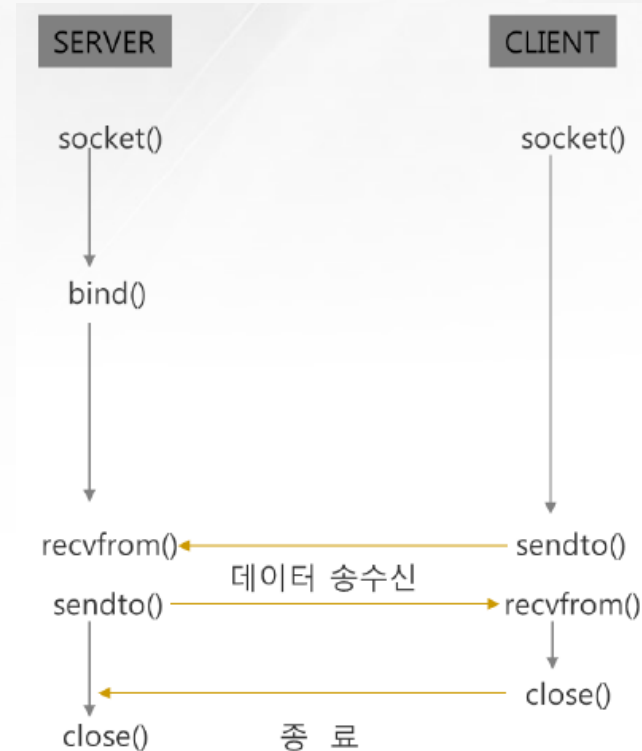 SERVER CLIENT
socket() socket()
bind()
recvfrom() sendto()
데이터 송수신
sendto() recvfrom()
close()
close() 종 료